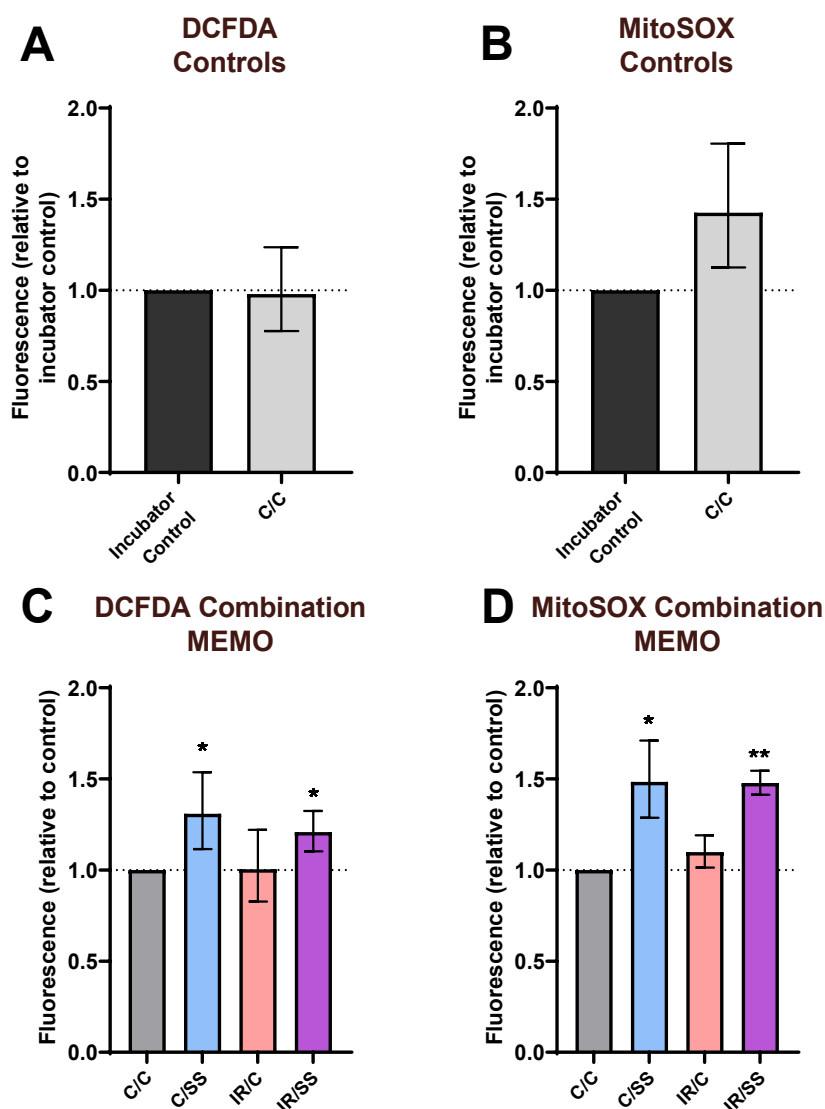 A
DCFDA
Controls
Fluorescence (relative to
incubator control)
2.0
1.5
1.0
0.5
0.0
Incubator
Control
C/C
B
MitoSOX
Controls
Fluorescence (relative to
incubator control)
2.0
1.5
1.0
0.5
0.0
Incubator
Control
C/C
C
DCFDA Combination
MEMO
Fluorescence (relative to control)
2.0
1.5
1.0
0.5
0.0
*
*
C/C
C/SS
IR/C
IR/SS
D
MitoSOX Combination
MEMO
Fluorescence (relative to control)
2.0
1.5
1.0
0.5
0.0
*
**
C/C
C/SS
IR/C
IR/SS